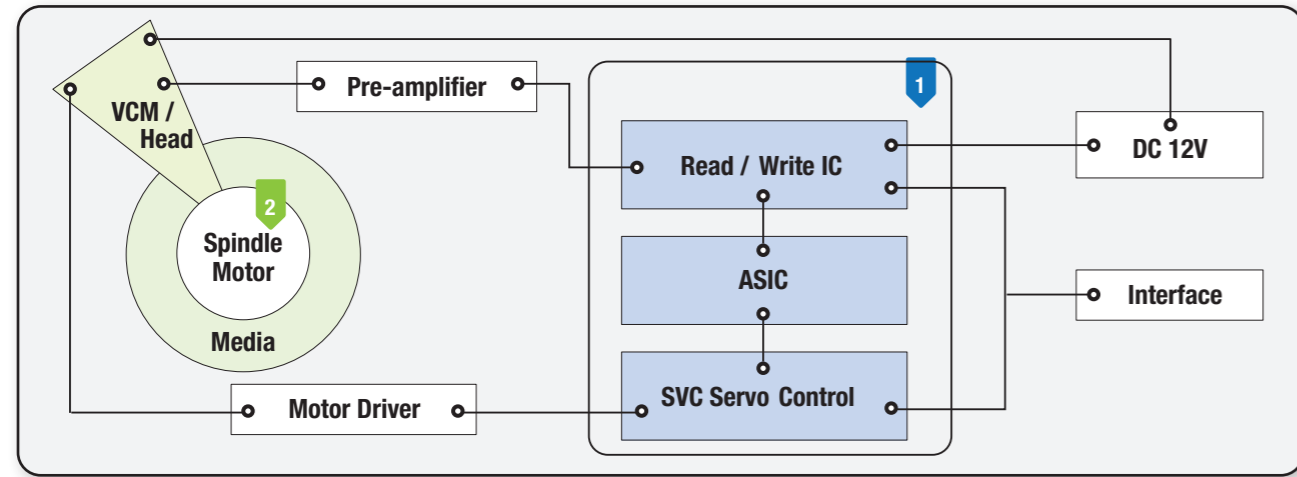 VCM /
Head
Pre-amplifier
1
Read / Write IC
DC 12V
2
Spindle
Motor
ASIC
Interface
Media
SVC Servo Control
Motor Driver